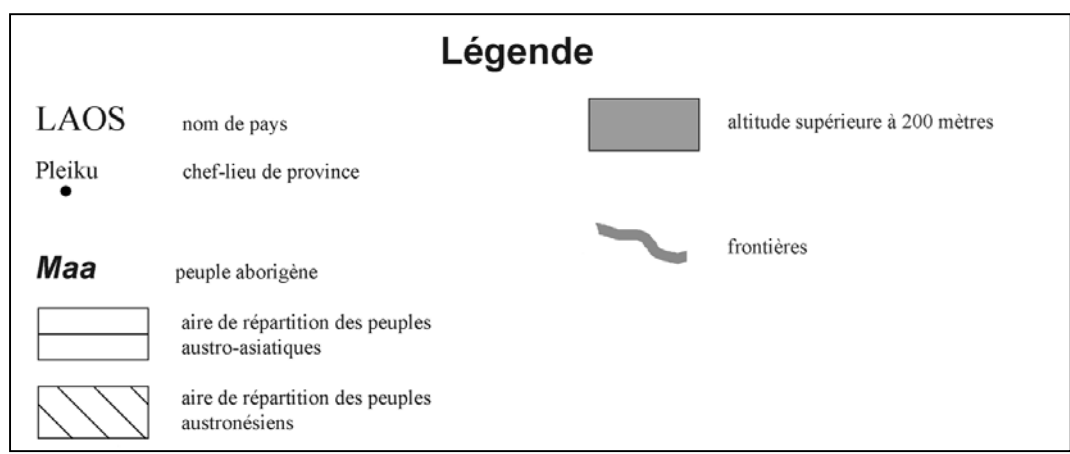 Légende
LAOS nom de pays
Pleiku chef-lieu de province
Maa peuple aborigène
aire de répartition des peuples
austro-asiatiques
aire de répartition des peuples
austronésiens
altitude supérieure à 200 mètres
frontières